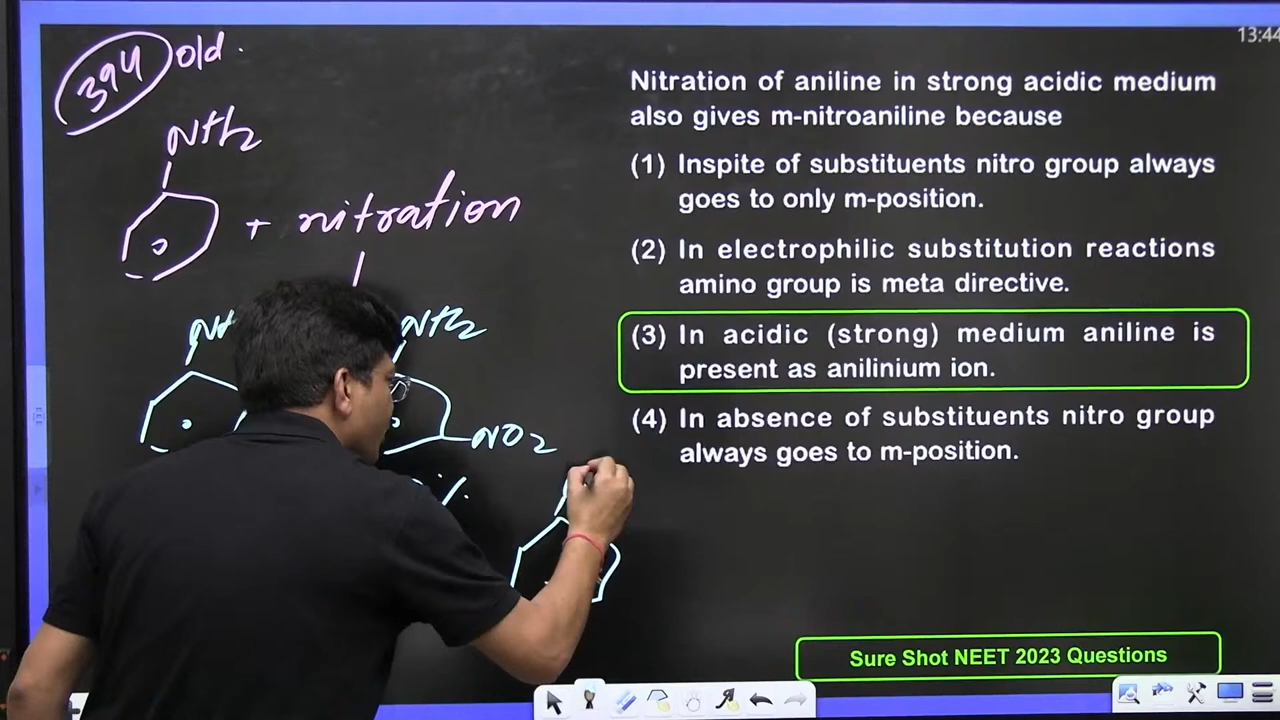 394 old.
13:44
NH2
+ nitration
NH2
NO2
Nitration of aniline in strong acidic medium
also gives m-nitroaniline because
(1) Inspite of substituents nitro group always
goes to only m-position.
(2) In electrophilic substitution reactions
amino group is meta directive.
(3) In acidic (strong) medium aniline is
present as anilinium ion.
(4) In absence of substituents nitro group
always goes to m-position.
Sure Shot NEET 2023 Questions